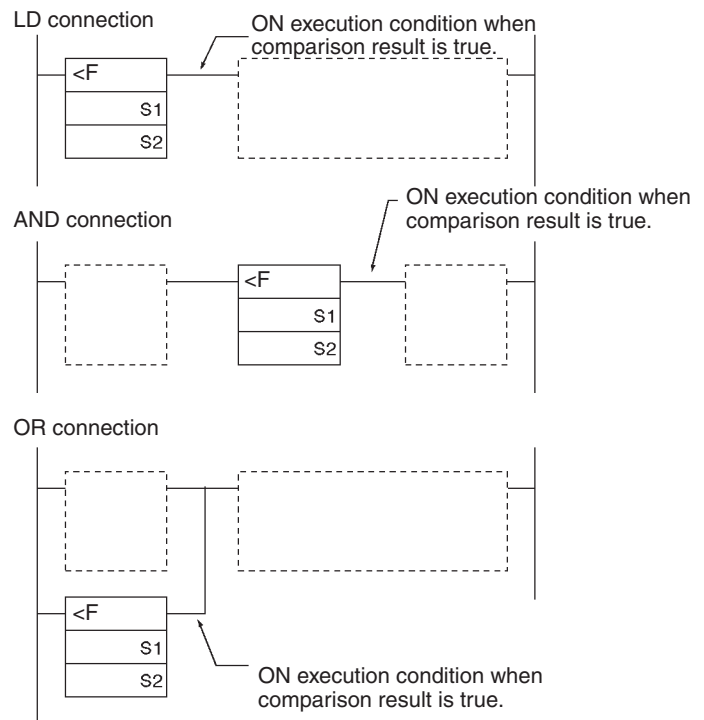 LD connection
ON execution condition when
comparison result is true.
<F
S1
S2
AND connection
ON execution condition when
comparison result is true.
<F
S1
S2
OR connection
<F
S1
S2
ON execution condition when
comparison result is true.